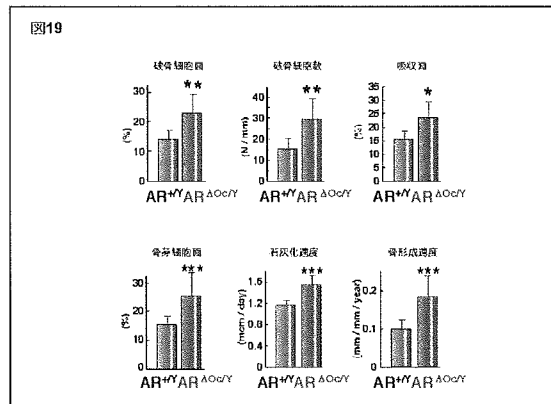 図19
破骨細胞面 破骨細胞数 吸収面
** ** *
30 20 10 0 (%)
40 30 20 10 0 (N / mm)
35 30 25 20 15 10 5 0 (%)
AR+/Y AR ΔOc/Y AR+/Y AR ΔOc/Y AR+/Y AR ΔOc/Y
骨芽細胞面 石灰化速度 骨形成速度
*** *** ***
30 20 10 0 (%)
1.6 1.2 0.4 0 (mcm / day)
0.2 0.1 0 (mm / mm / year)
AR+/Y AR ΔOc/Y AR+/Y AR ΔOc/Y AR+/Y AR ΔOc/Y